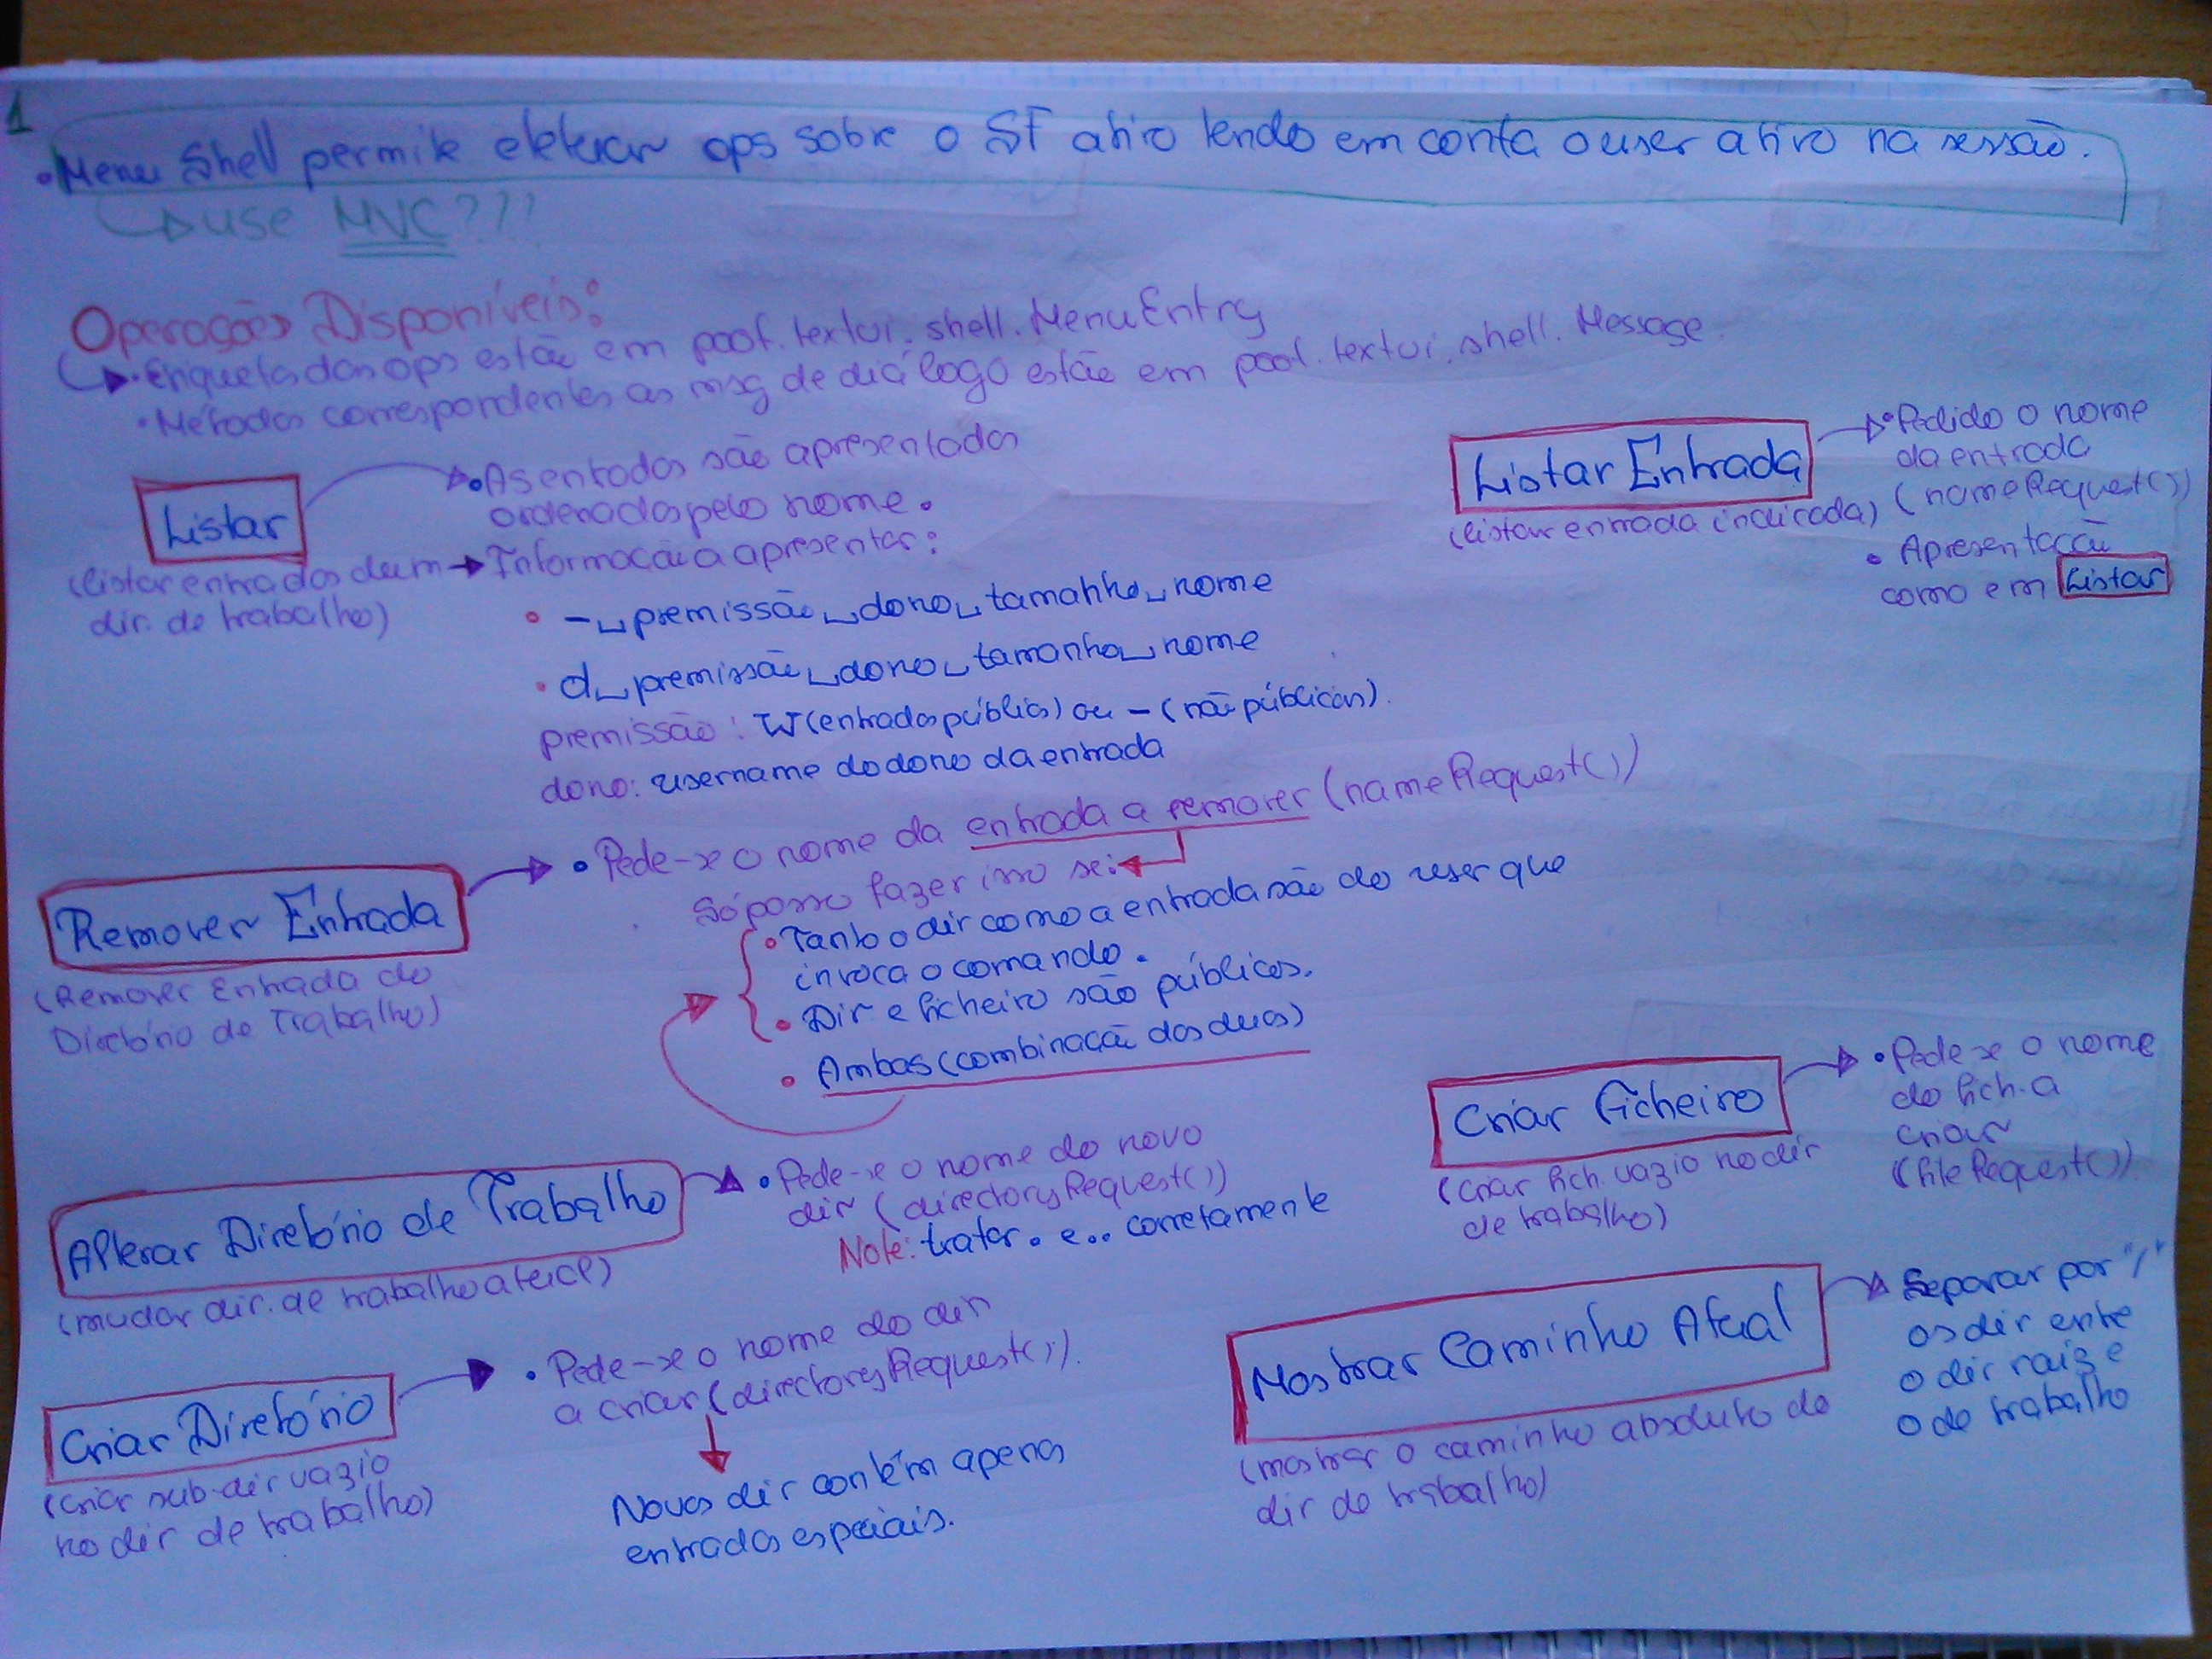 1
• Menu Shell permite efetuar ops sobre o SF ativo tendo em conta o user ativo na sessão.
use MVC???
Operações Disponíveis:
• Etiquetas das ops estão em poof.textui.shell.MenuEntry
• Métodos correspondentes as msg de diálogo estão em poof.textui.shell.Message.
Listar
(listar entradas dum
dir. de trabalho)
• As entradas são apresentadas
ordenadas pelo nome.
Informação a apresentar:
• -␣premissão␣dono␣tamanho␣nome
• d␣premissão␣dono␣tamanho␣nome
premissão: W (entradas públicas) ou - (não públicas).
dono: username do dono da entrada
Listar Entrada
(listar entrada indicada)
• Pedido o nome
da entrada
(nameRequest())
• Apresentação
como em Listar
Remover Entrada
(Remover Entrada do
Diretório de Trabalho)
• Pede-se o nome da entrada a remover (nameRequest())
Só posso fazer isso se:
• Tanto o dir como a entrada são do user que
invoca o comando.
• Dir e ficheiro são públicos.
• Ambas (combinação das duas)
Alterar Diretório de Trabalho
(mudar dir. de trabalho atual)
• Pede-se o nome do novo
dir (directoryRequest())
Note: tratar . e .. corretamente
Criar Ficheiro
(criar fich. vazio no dir
de trabalho)
• Pede-se o nome
do fich. a
criar
(fileRequest())
Criar Diretório
(criar sub-dir vazio
no dir de trabalho)
• Pede-se o nome do dir
a criar (directoryRequest()).
Novos dir contêm apenas
entradas especiais.
Mostrar Caminho Atual
(mostrar o caminho absoluto do
dir de trabalho)
Separar por "/"
os dir entre
o dir raiz e
o de trabalho